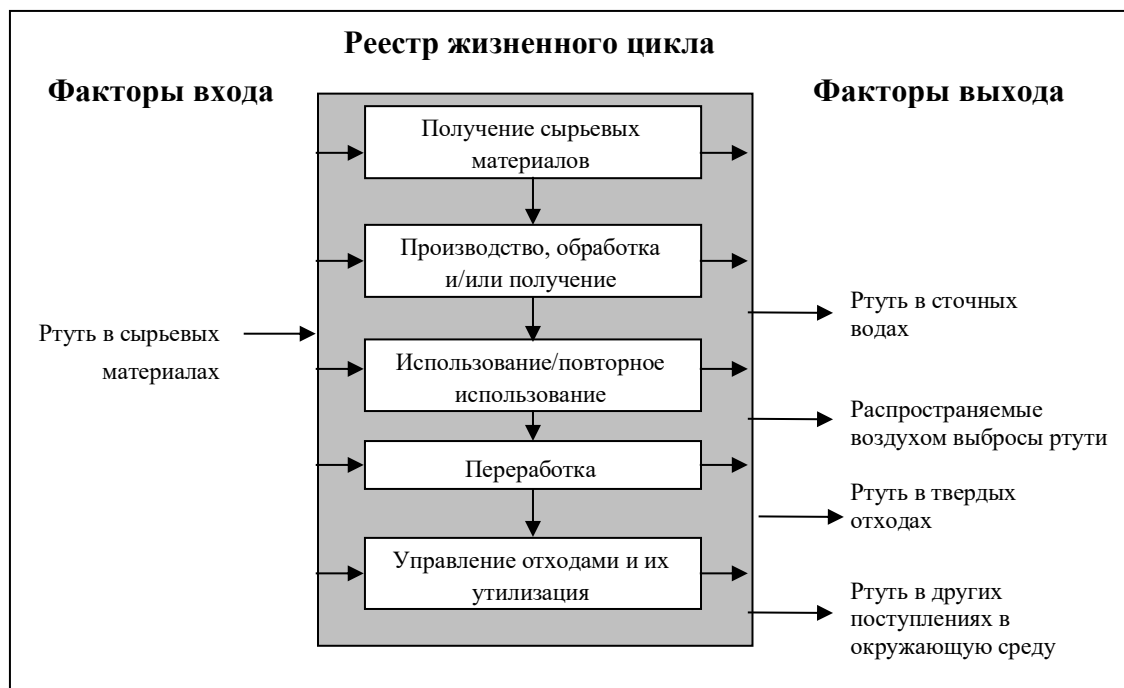 Реестр жизненного цикла
Факторы входа
Факторы выхода
Получение сырьевых
материалов
Производство, обработка
и/или получение
Использование/повторное
использование
Переработка
Управление отходами и их
утилизация
Ртуть в сырьевых
материалах
Ртуть в сточных
водах
Распространяемые
воздухом выбросы ртути
Ртуть в твердых
отходах
Ртуть в других
поступлениях в
окружающую среду